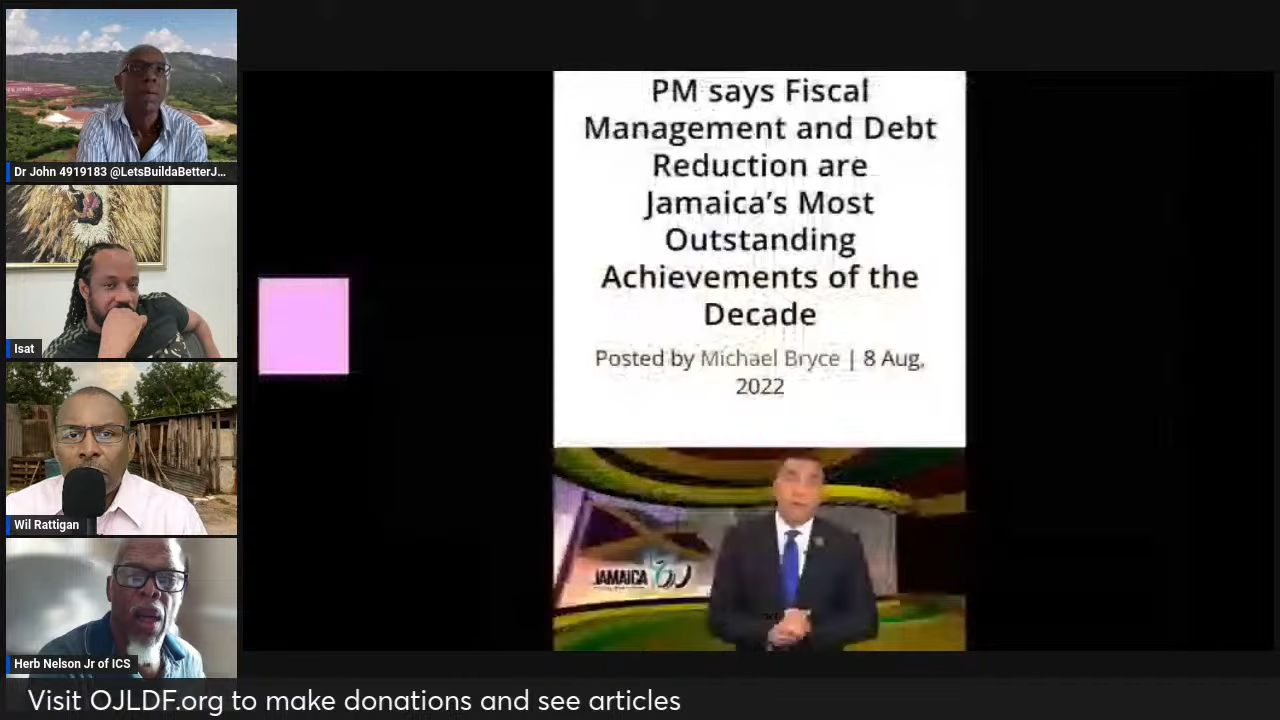 PM says Fiscal
Management and Debt
Reduction are
Jamaica’s Most
Outstanding
Achievements of the
Decade
Posted by Michael Bryce | 8 Aug,
2022
JAMAICA 60
Dr John 4919183 @LetsBuildaBetterJ...
Isat
Wil Rattigan
Herb Nelson Jr of ICS
Visit OJLDF.org to make donations and see articles